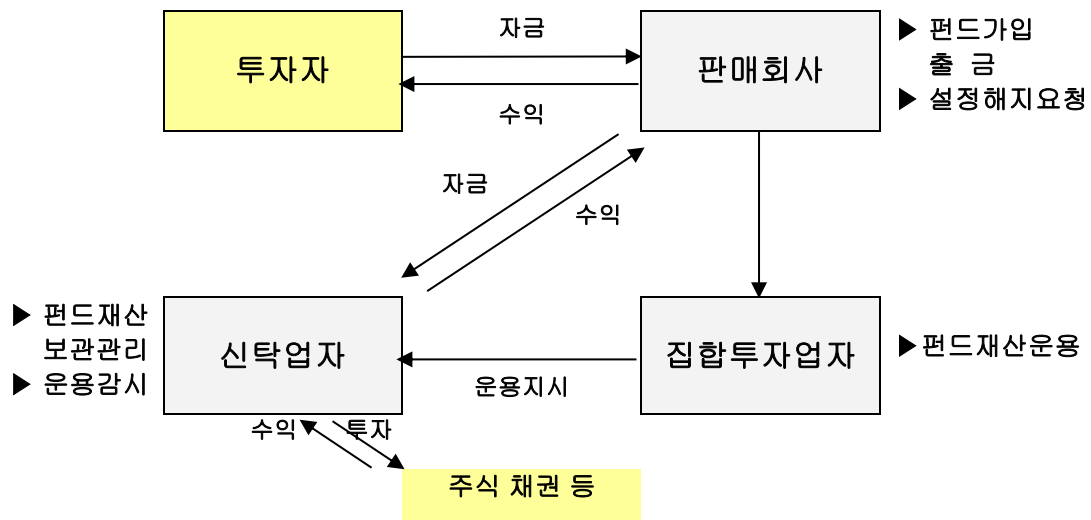 투자자
자금
수익
판매회사
▶ 펀드가입
출 금
▶ 설정해지요청
자금
수익
▶ 펀드재산
보관관리
▶ 운용감시
신탁업자
운용지시
집합투자업자
▶ 펀드재산운용
수익
투자
주식 채권 등